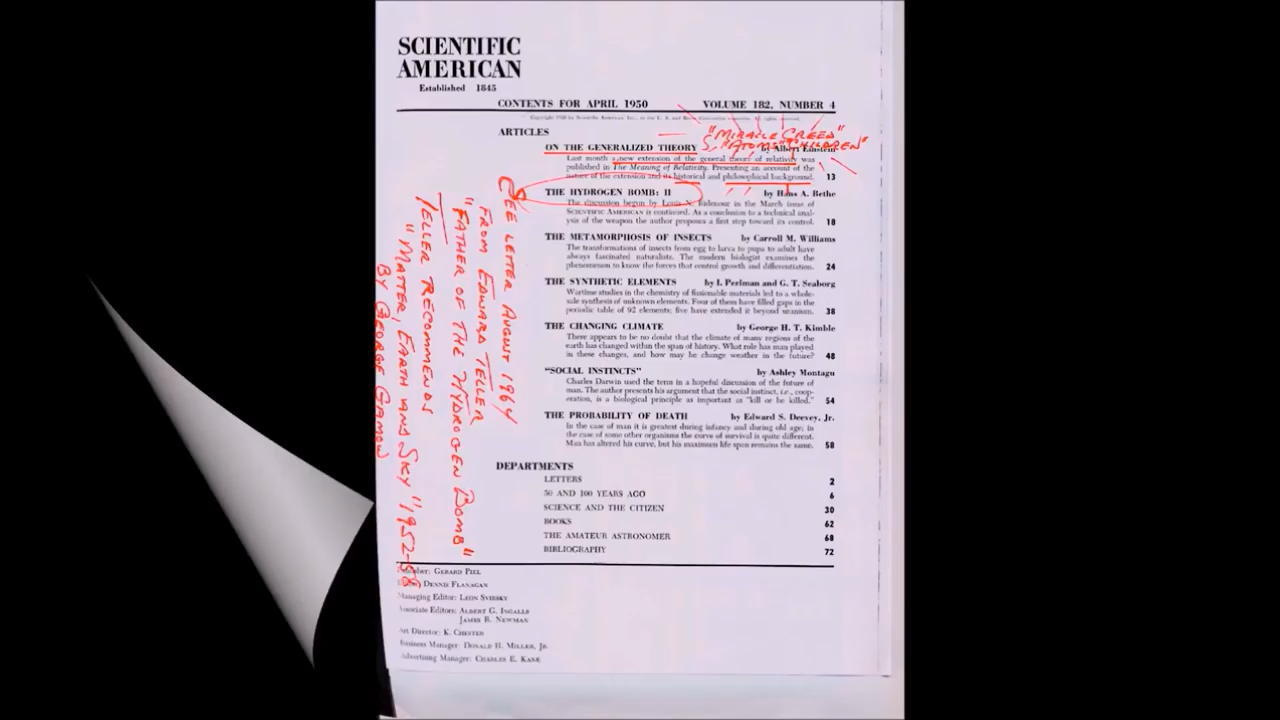 SCIENTIFIC
AMERICAN
Established 1845
CONTENTS FOR APRIL 1950 VOLUME 182, NUMBER 4
ARTICLES
"MIRACLE CREED"
"ATOMS" CHILDREN"
ON THE GENERALIZED THEORY by Albert Einstein
Last month a new extension of the general theory of relativity was
published in The Meaning of Relativity. Presenting an account of the
nature of the extension and its historical and philosophical background. 13
THE HYDROGEN BOMB: II by Hans A. Bethe
The discussion begun by Louis N. Ridenour in the March issue of
SCIENTIFIC AMERICAN is continued. As a conclusion to a technical anal-
ysis of the weapon the author proposes a first step toward its control. 18
THE METAMORPHOSIS OF INSECTS by Carroll M. Williams
The transformations of insects from egg to larva to pupa to adult have
always fascinated naturalists. The modern biologist examines the
phenomenon to know the forces that control growth and differentiation. 24
THE SYNTHETIC ELEMENTS by I. Perlman and G. T. Seaborg
Wartime studies in the chemistry of fissionable materials led to a whole-
sale synthesis of unknown elements. Four of them have filled gaps in the
periodic table of 92 elements; five have extended it beyond uranium. 38
THE CHANGING CLIMATE by George H. T. Kimble
There appears to be no doubt that the climate of many regions of the
earth has changed within the span of history. What role has man played
in these changes, and how may he change weather in the future? 48
"SOCIAL INSTINCTS" by Ashley Montagu
Charles Darwin used the term in a hopeful discussion of the future of
man. The author presents his argument that the social instinct, i.e., coop-
eration, is a biological principle as important as "kill or be killed." 54
THE PROBABILITY OF DEATH by Edward S. Deevey, Jr.
In the case of man it is greatest during infancy and during old age; in
the case of some other organisms the curve of survival is quite different.
Man has altered his curve, but his maximum life span remains the same. 58
DEPARTMENTS
LETTERS 2
50 AND 100 YEARS AGO 6
SCIENCE AND THE CITIZEN 30
BOOKS 62
THE AMATEUR ASTRONOMER 68
BIBLIOGRAPHY 72
GERARD PIEL
DENNIS FLANAGAN
Managing Editor: LEON SVIRSKY
Associate Editors: ALBERT G. INGALLS
JAMES R. NEWMAN
Art Director: K. CHESTER
Business Manager: DONALD H. MILLER, JR.
Advertising Manager: CHARLES E. KANE
SEE LETTER AUGUST 1964
FROM EDWARD TELLER
"FATHER OF THE HYDROGEN BOMB"
TELLER RECOMMENDS
"MATTER, EARTH AND SKY" 1952-58
BY GEORGE GAMOW